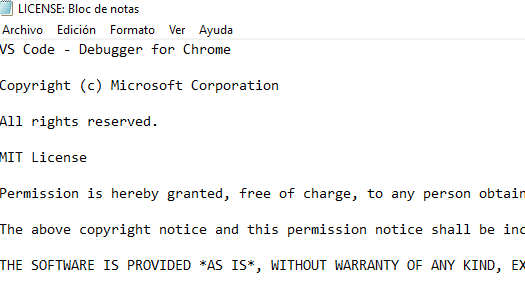 LICENSE: Bloc de notas
Archivo Edición Formato Ver Ayuda
VS Code - Debugger for Chrome
Copyright (c) Microsoft Corporation
All rights reserved.
MIT License
Permission is hereby granted, free of charge, to any person obtain
The above copyright notice and this permission notice shall be inc
THE SOFTWARE IS PROVIDED *AS IS*, WITHOUT WARRANTY OF ANY KIND, EX